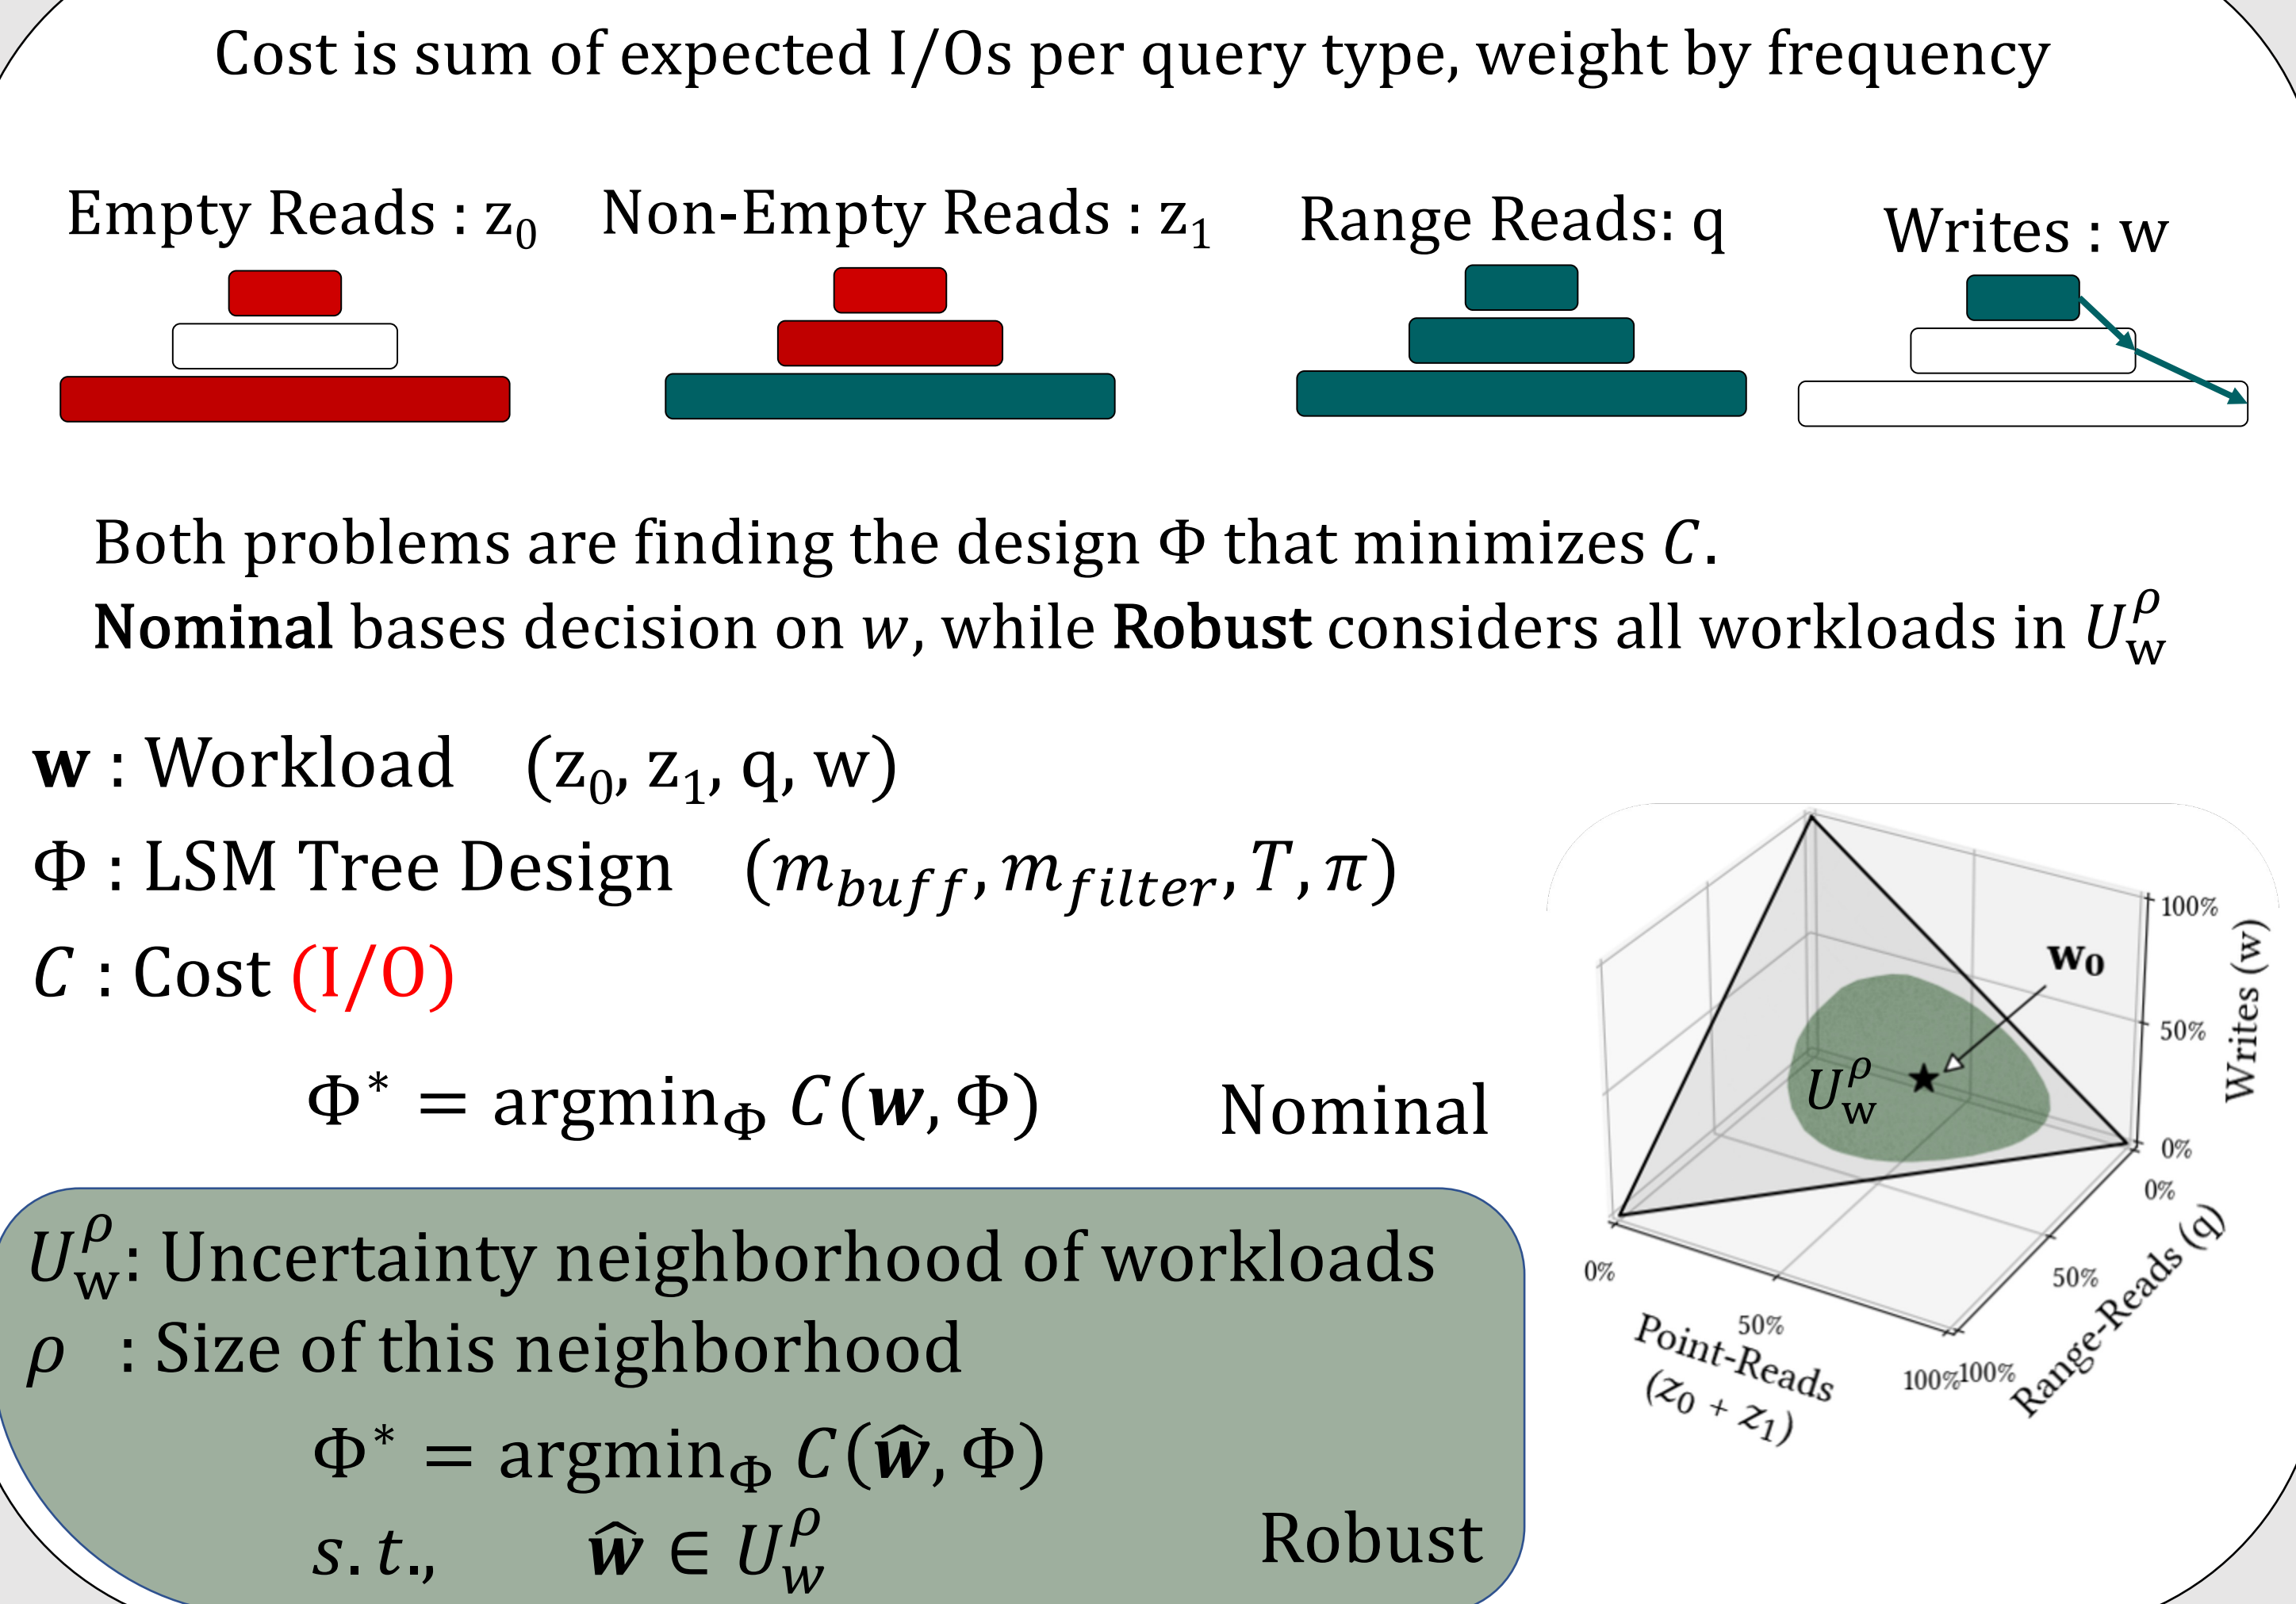 Cost is sum of expected I/Os per query type, weight by frequency
Empty Reads : z₀
Non-Empty Reads : z₁
Range Reads: q
Writes : w
Both problems are finding the design Φ that minimizes C.
Nominal bases decision on w, while Robust considers all workloads in U_w^ρ
w : Workload (z₀, z₁, q, w)
Φ : LSM Tree Design (m_buff, m_filter, T, π)
C : Cost (I/O)
Φ* = argmin_Φ C(w, Φ) Nominal
U_w^ρ: Uncertainty neighborhood of workloads
ρ : Size of this neighborhood
Φ* = argmin_Φ C(ŵ, Φ)
s.t., ŵ ∈ U_w^ρ Robust
w₀
U_w^ρ
100%
50%
0%
Writes (w)
0%
50%
100%
Range-Reads (q)
0%
50%
100%
Point-Reads
(z₀ + z₁)